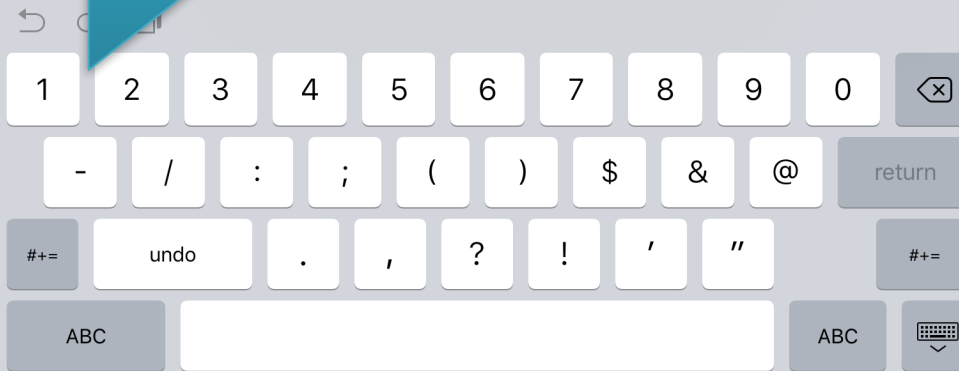 1 2 3 4 5 6 7 8 9 0
- / : ; ( ) $ & @ return
#+= undo . , ? ! ′ ″ #+=
ABC ABC